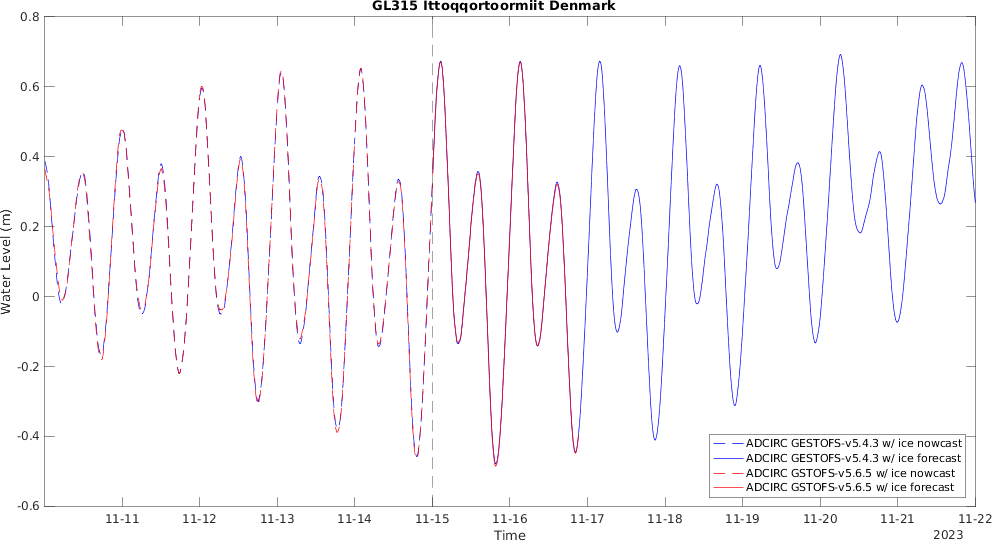 GL315 Ittoqqortoormiit Denmark
0.8
0.6
0.4
0.2
0
-0.2
-0.4
-0.6
Water Level (m)
11-11 11-12 11-13 11-14 11-15 11-16 11-17 11-18 11-19 11-20 11-21 11-22
Time
2023
ADCIRC GESTOFS-v5.4.3 w/ ice nowcast
ADCIRC GESTOFS-v5.4.3 w/ ice forecast
ADCIRC GSTOFS-v5.6.5 w/ ice nowcast
ADCIRC GSTOFS-v5.6.5 w/ ice forecast